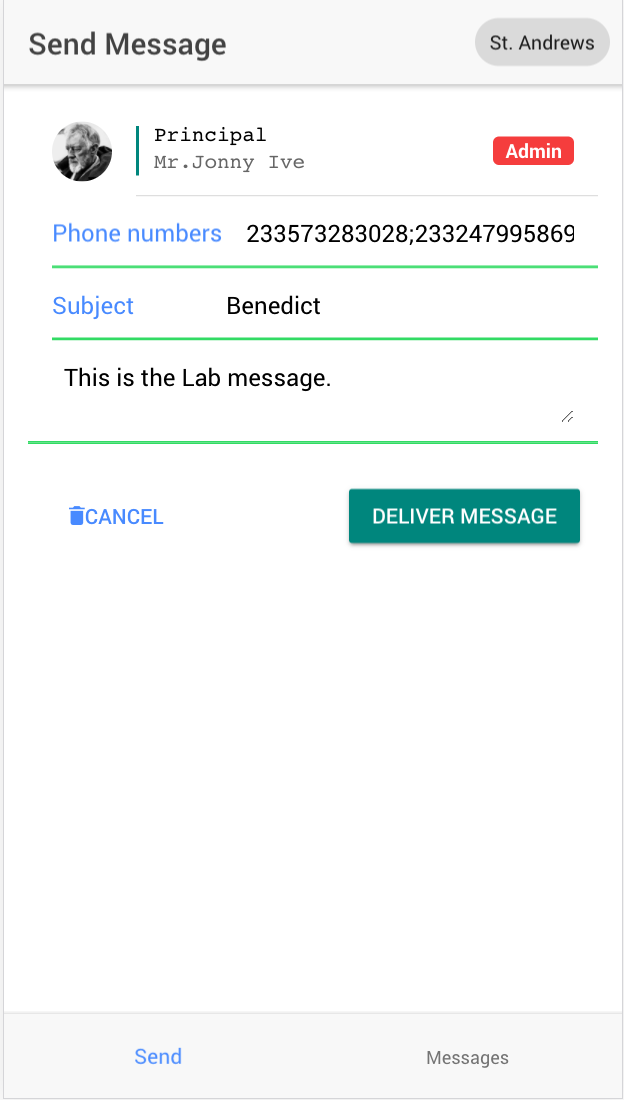 Send Message
St. Andrews
Principal
Mr.Jonny Ive
Admin
Phone numbers 233573283028;233247995869
Subject Benedict
This is the Lab message.
CANCEL
DELIVER MESSAGE
Send
Messages